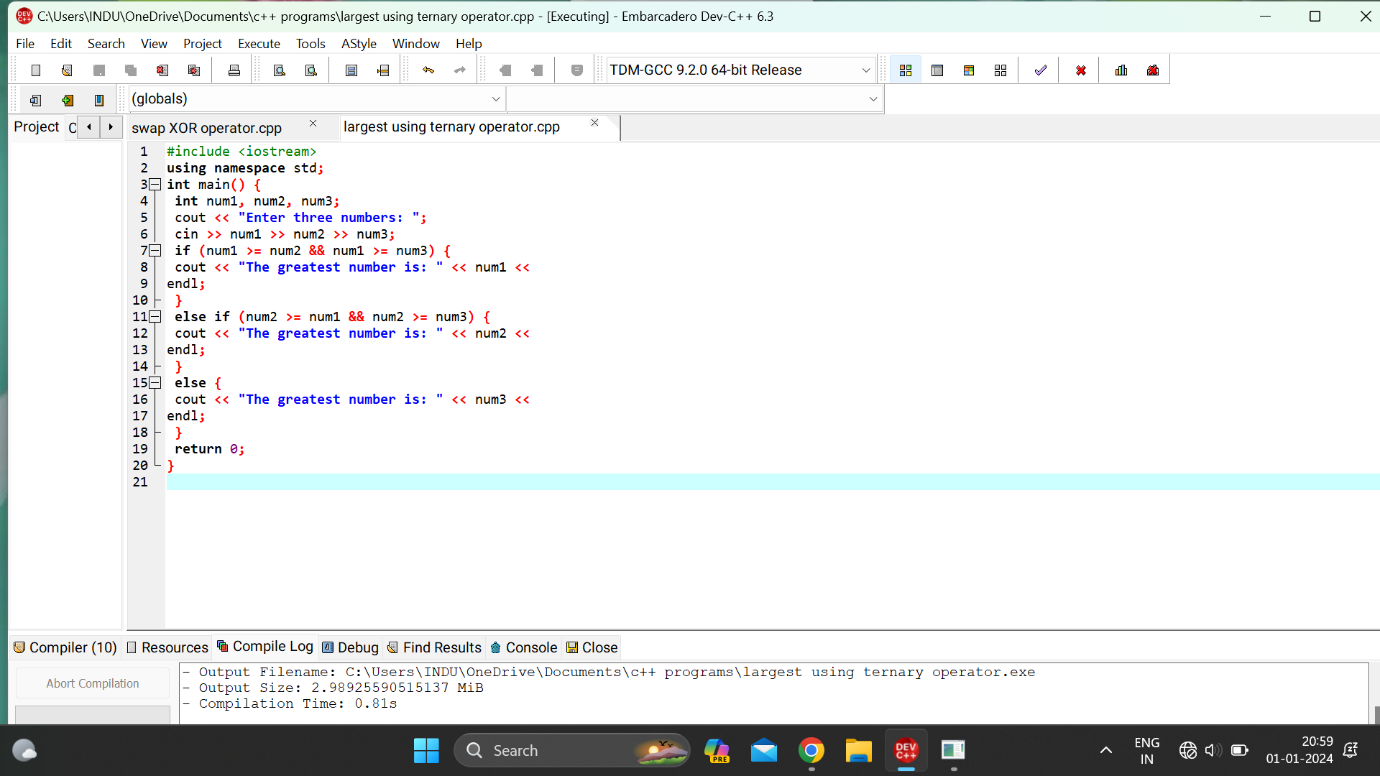 C:\Users\INDU\OneDrive\Documents\c++ programs\largest using ternary operator.cpp - [Executing] - Embarcadero Dev-C++ 6.3
File Edit Search View Project Execute Tools AStyle Window Help
TDM-GCC 9.2.0 64-bit Release
(globals)
Project C swap XOR operator.cpp largest using ternary operator.cpp
1 #include <iostream>
2 using namespace std;
3 int main() {
4 int num1, num2, num3;
5 cout << "Enter three numbers: ";
6 cin >> num1 >> num2 >> num3;
7 if (num1 >= num2 && num1 >= num3) {
8 cout << "The greatest number is: " << num1 <<
9 endl;
10 }
11 else if (num2 >= num1 && num2 >= num3) {
12 cout << "The greatest number is: " << num2 <<
13 endl;
14 }
15 else {
16 cout << "The greatest number is: " << num3 <<
17 endl;
18 }
19 return 0;
20 }
21
Compiler (10) Resources Compile Log Debug Find Results Console Close
Abort Compilation
- Output Filename: C:\Users\INDU\OneDrive\Documents\c++ programs\largest using ternary operator.exe
- Output Size: 2.98925590515137 MiB
- Compilation Time: 0.81s
Search
PRE
DEV C++
ENG
IN
20:59
01-01-2024